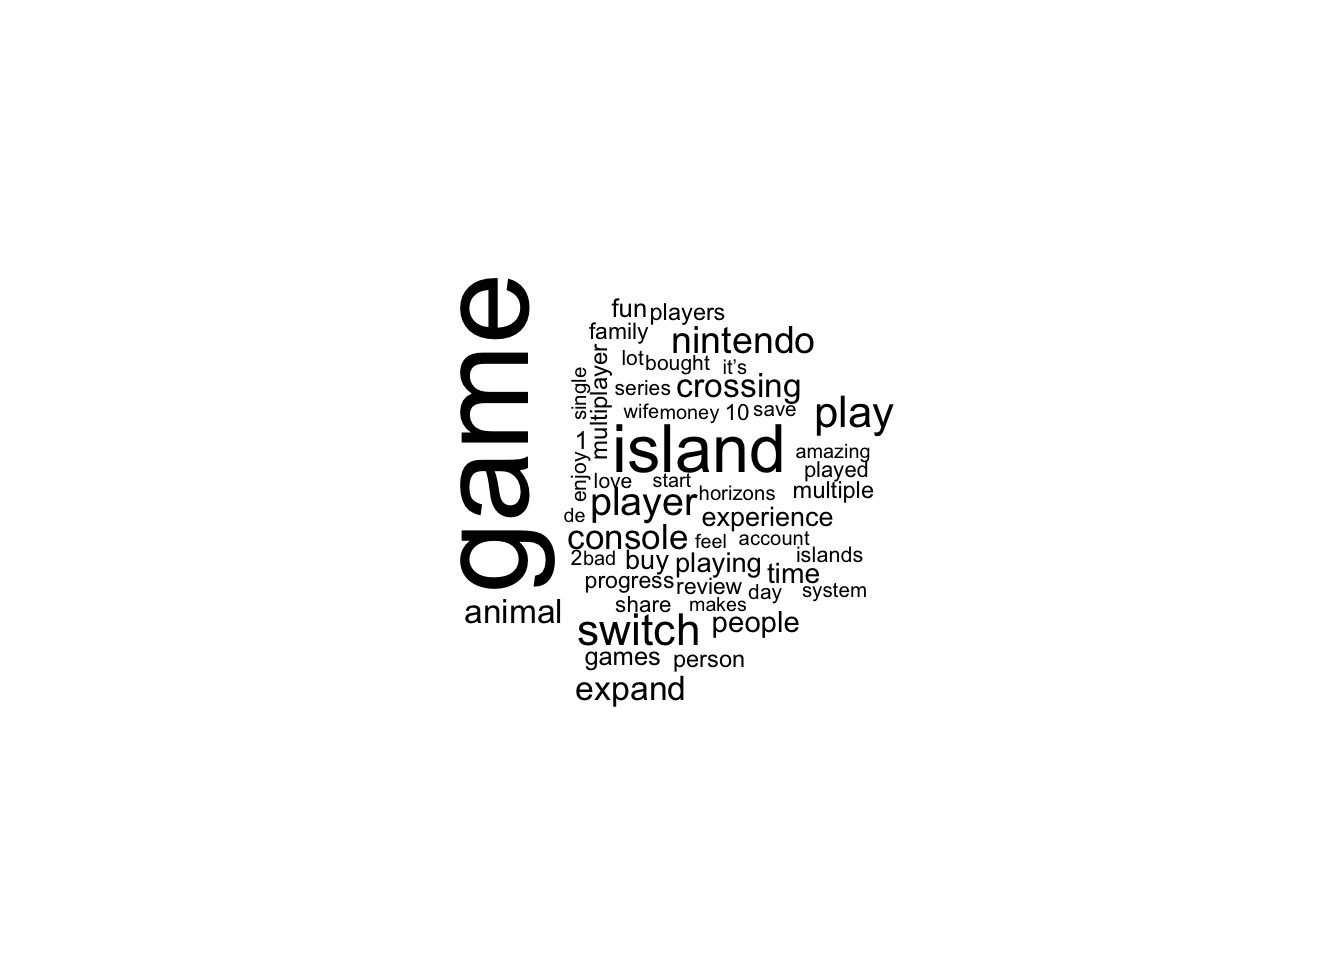 game
fun players
family nintendo
lot bought it’s
single multiplayer series crossing
wife money 10 save play
1 island amazing
enjoy love start played
player horizons multiple
de experience
console feel account
2 bad buy playing islands
progress review time
day system
share makes
animal switch people
games person
expand